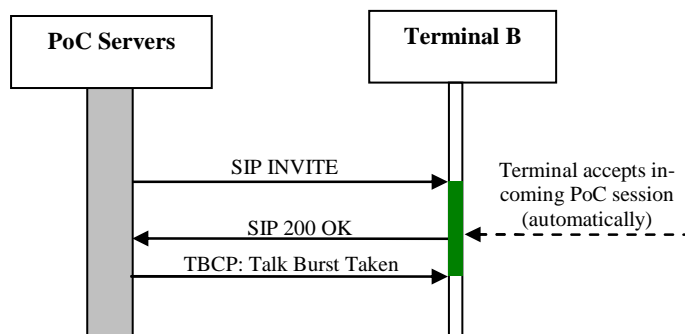 PoC Servers
Terminal B
SIP INVITE
Terminal accepts in-
coming PoC session
(automatically)
SIP 200 OK
TBCP: Talk Burst Taken